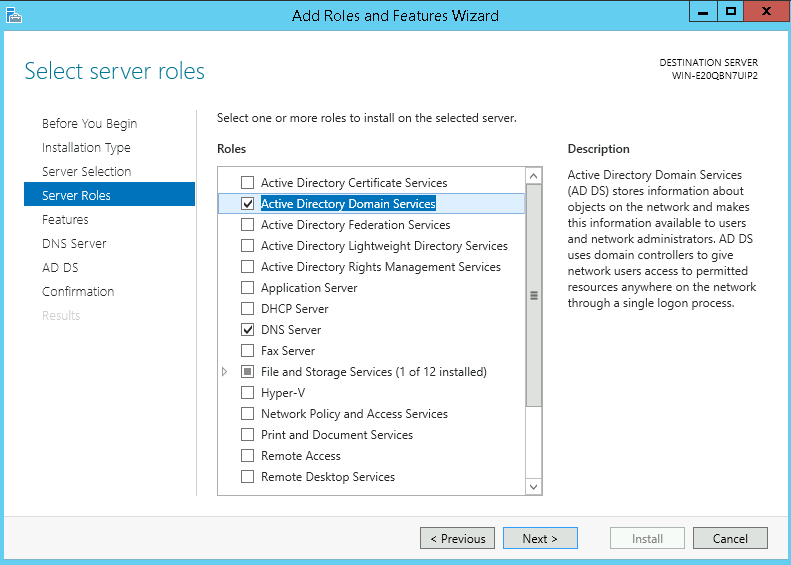 Add Roles and Features Wizard
Select server roles
DESTINATION SERVER
WIN-E20QBN7UIP2
Before You Begin
Installation Type
Server Selection
Server Roles
Features
DNS Server
AD DS
Confirmation
Results
Select one or more roles to install on the selected server.
Roles
Active Directory Certificate Services
Active Directory Domain Services
Active Directory Federation Services
Active Directory Lightweight Directory Services
Active Directory Rights Management Services
Application Server
DHCP Server
DNS Server
Fax Server
File and Storage Services (1 of 12 installed)
Hyper-V
Network Policy and Access Services
Print and Document Services
Remote Access
Remote Desktop Services
Description
Active Directory Domain Services
(AD DS) stores information about
objects on the network and makes
this information available to users
and network administrators. AD DS
uses domain controllers to give
network users access to permitted
resources anywhere on the network
through a single logon process.
< Previous
Next >
Install
Cancel